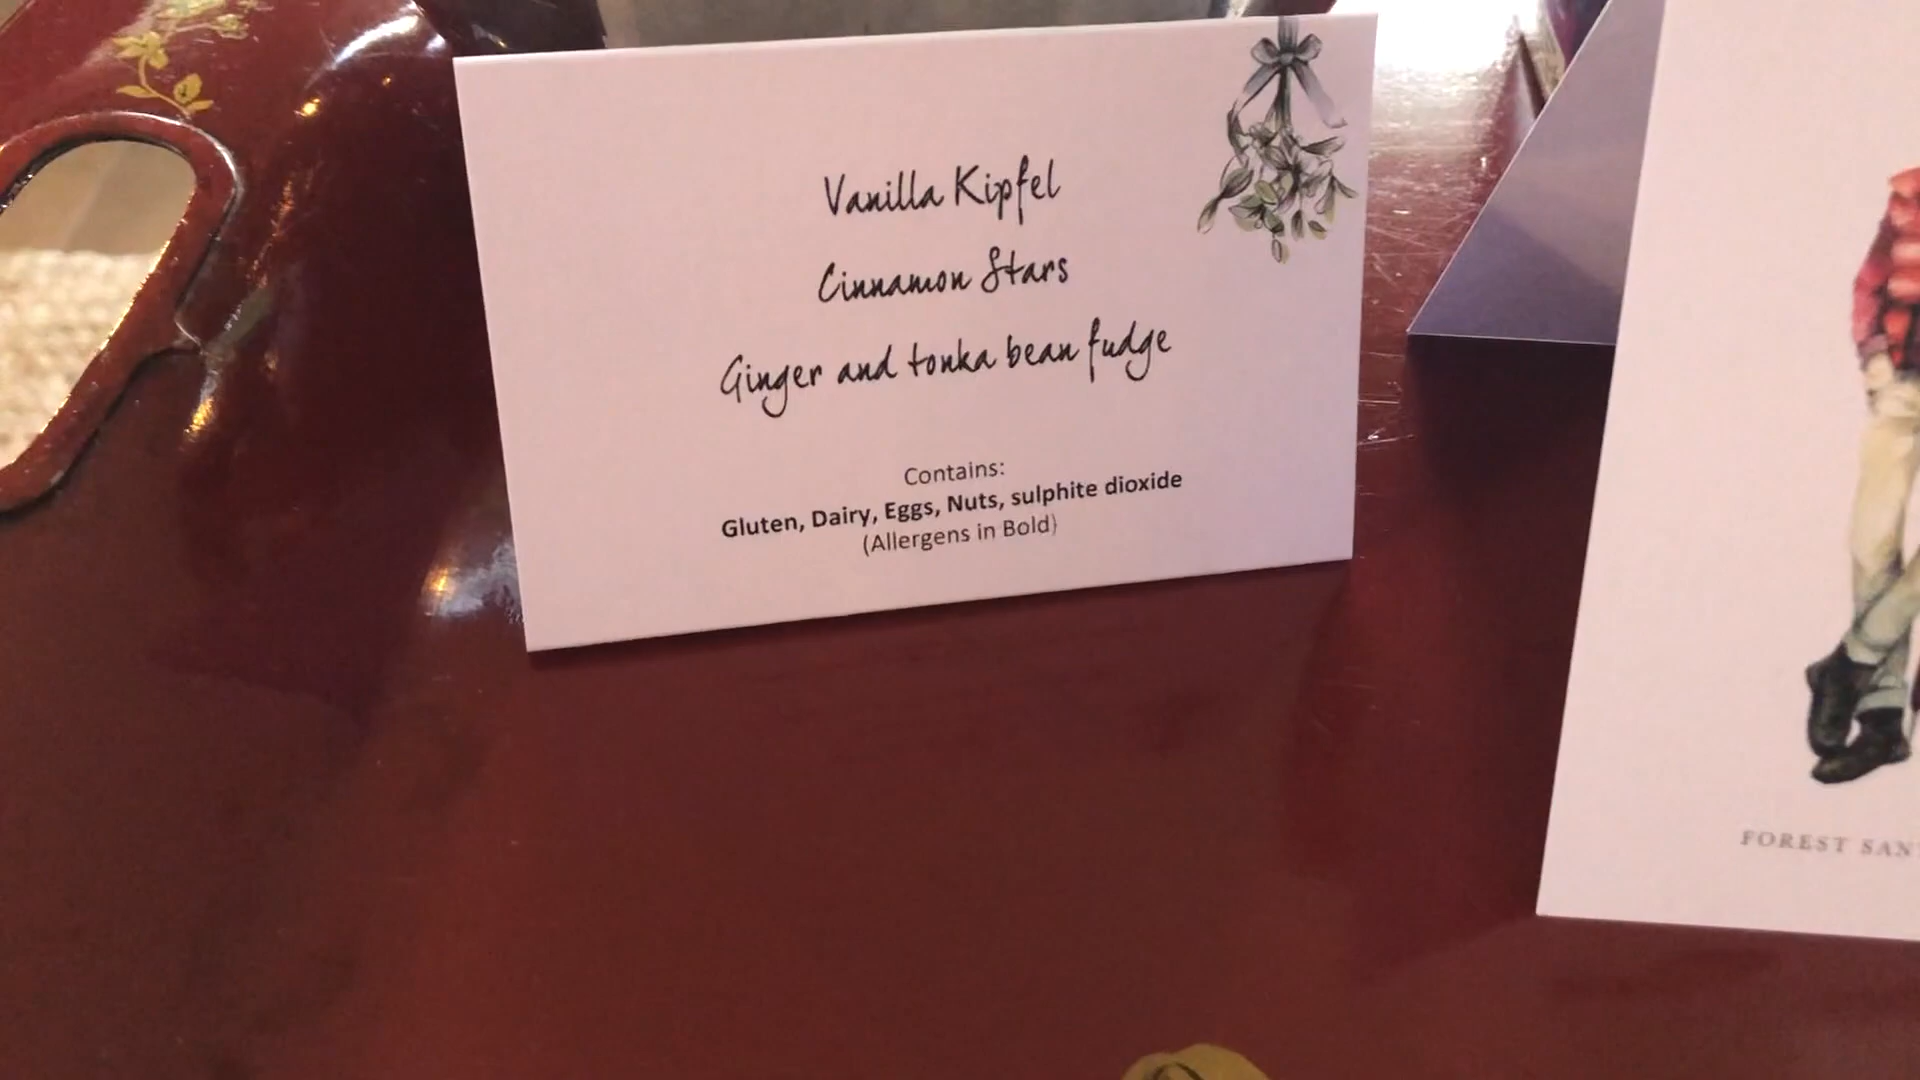 Vanilla Kipfel
Cinnamon Stars
Ginger and tonka bean fudge
Contains:
Gluten, Dairy, Eggs, Nuts, sulphite dioxide
(Allergens in Bold)
FOREST